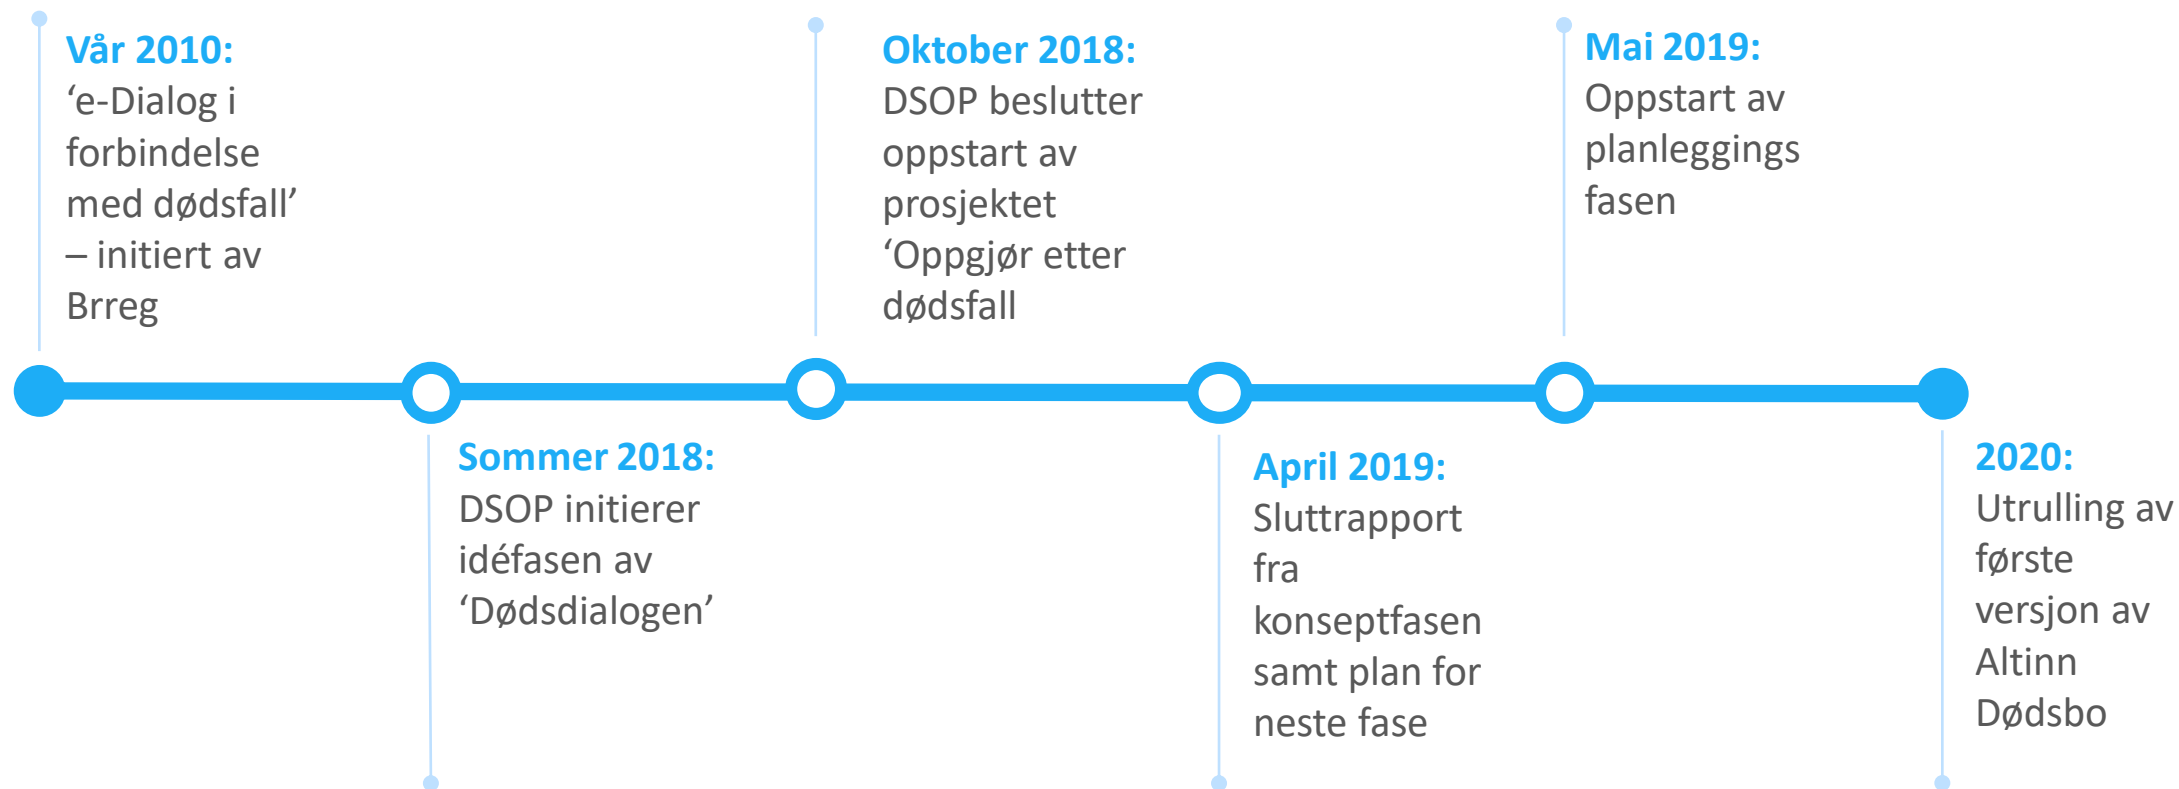 Vår 2010:
‘e-Dialog i
forbindelse
med dødsfall’
– initiert av
Brreg
Sommer 2018:
DSOP initierer
idéfasen av
‘Dødsdialogen’
Oktober 2018:
DSOP beslutter
oppstart av
prosjektet
‘Oppgjør etter
dødsfall
April 2019:
Sluttrapport
fra
konseptfasen
samt plan for
neste fase
Mai 2019:
Oppstart av
planleggings
fasen
2020:
Utrulling av
første
versjon av
Altinn
Dødsbo